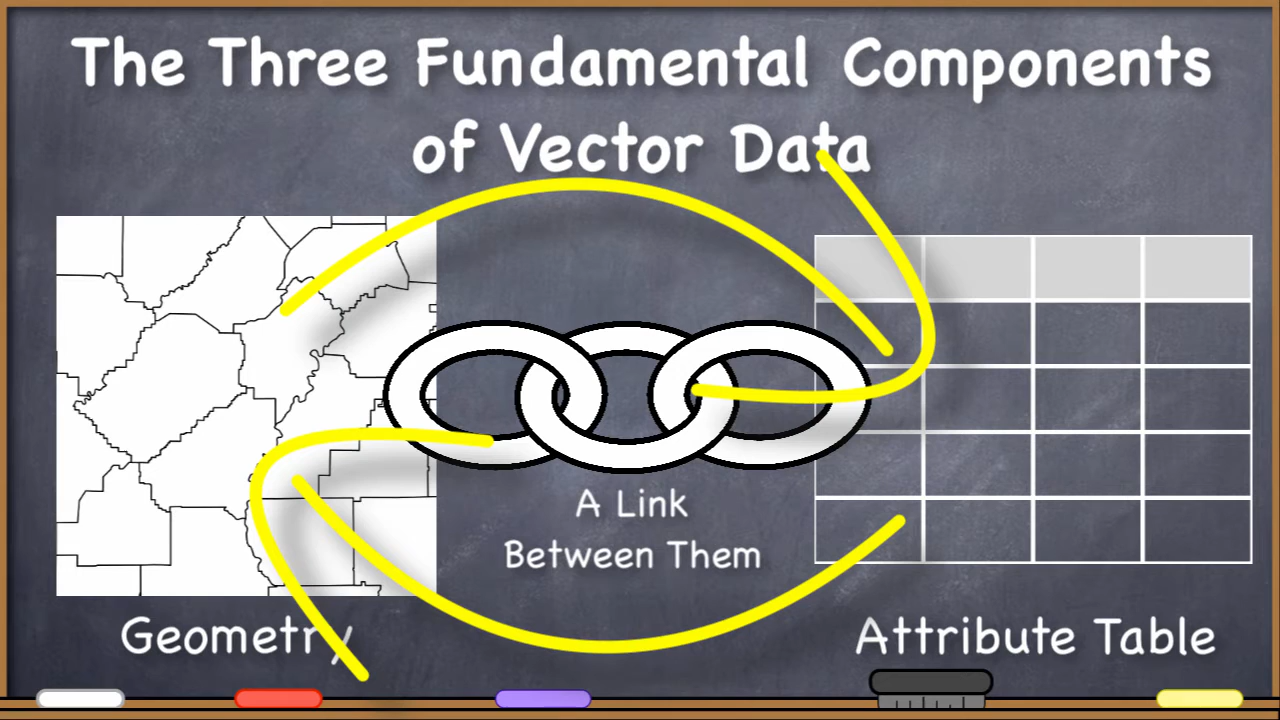 The Three Fundamental Components
of Vector Data
A Link
Between Them
Geometry
Attribute Table